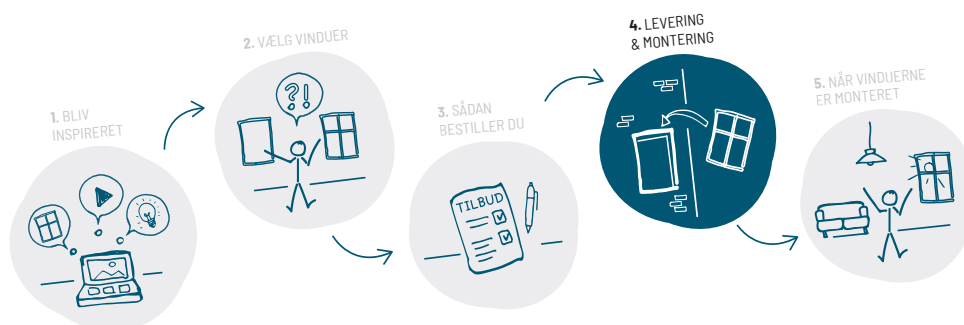 1. BLIV
INSPIRERET
2. VÆLG VINDUER
?!
3. SÅDAN
BESTILLER DU
TILBUD
4. LEVERING
& MONTERING
5. NÅR VINDUERNE
ER MONTERET